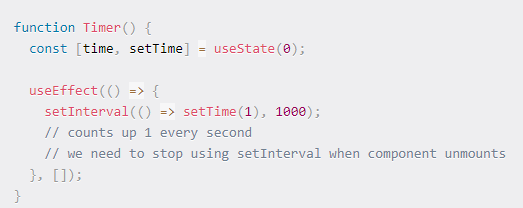 function Timer() {
  const [time, setTime] = useState(0);

  useEffect(() => {
    setInterval(() => setTime(1), 1000);
    // counts up 1 every second
    // we need to stop using setInterval when component unmounts
  }, []);
}